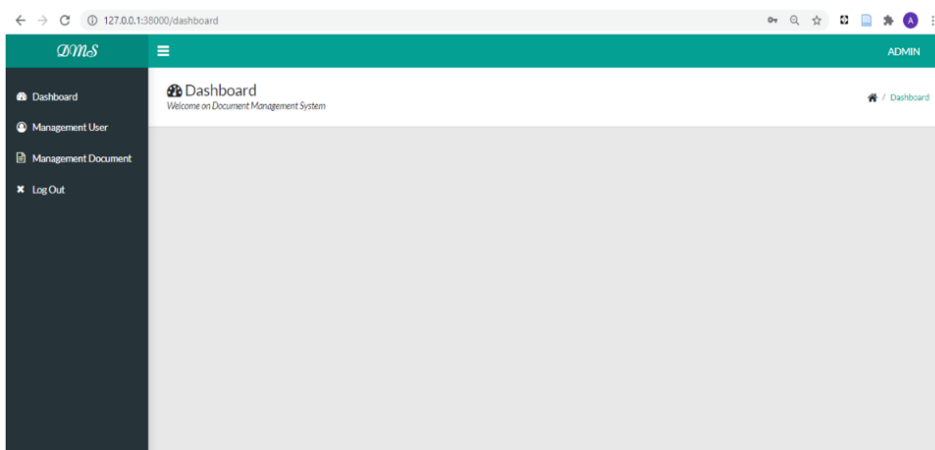 127.0.0.1:38000/dashboard
A
DMS
ADMIN
Dashboard
Management User
Management Document
Log Out
Dashboard
Welcome on Document Management System
/ Dashboard